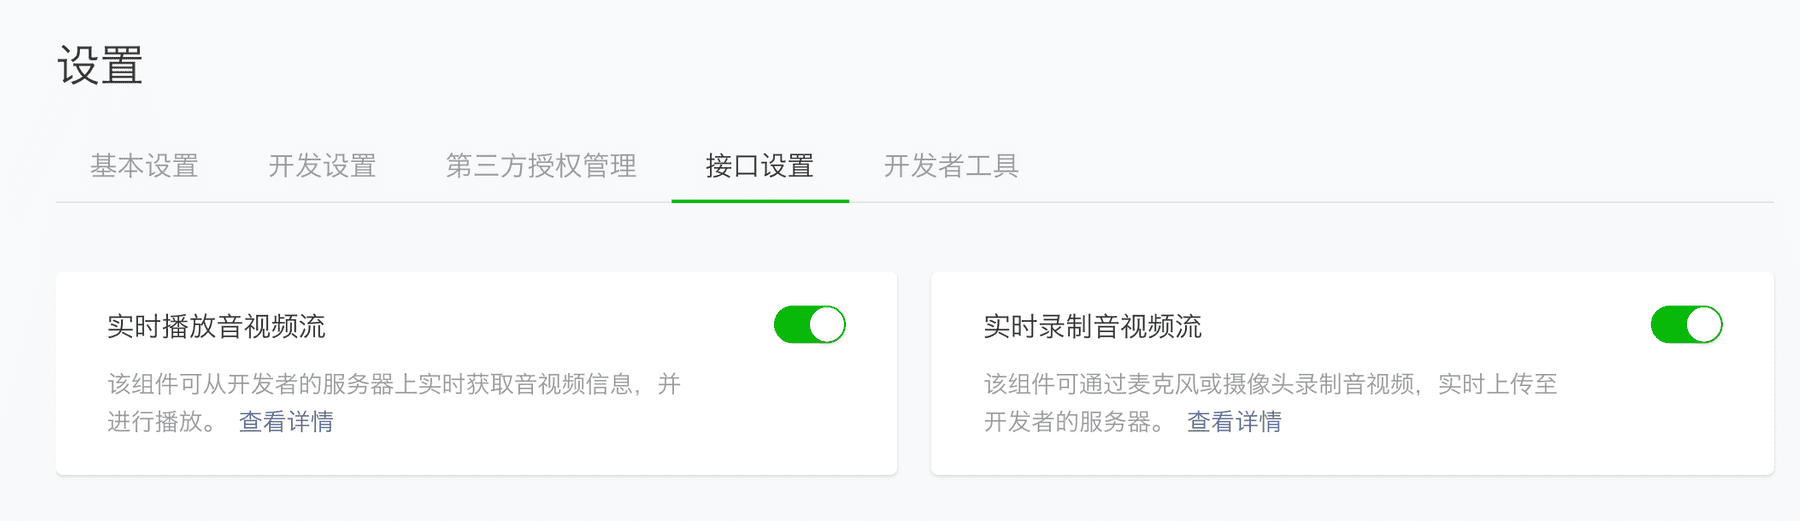 设置
基本设置 开发设置 第三方授权管理 接口设置 开发者工具
实时播放音视频流
该组件可从开发者的服务器上实时获取音视频信息，并
进行播放。 查看详情
实时录制音视频流
该组件可通过麦克风或摄像头录制音视频，实时上传至
开发者的服务器。 查看详情